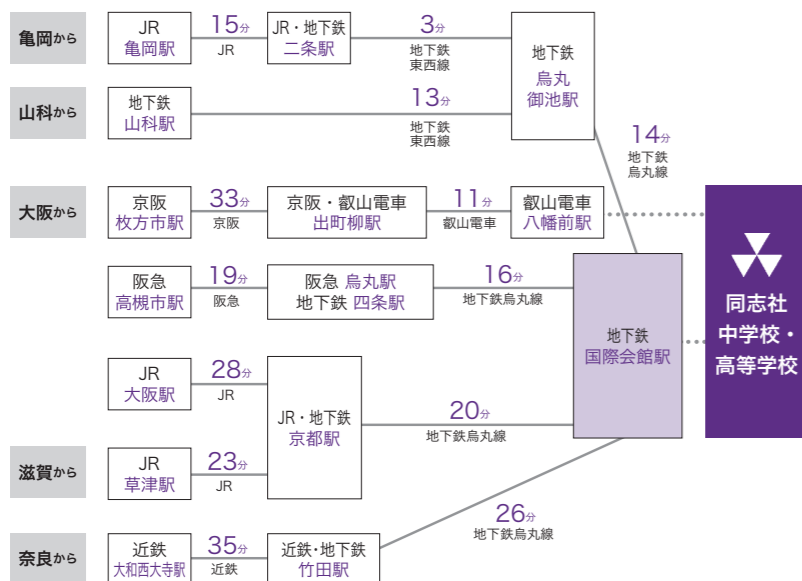 亀岡から
JR
亀岡駅
15分
JR
JR・地下鉄
二条駅
3分
地下鉄
東西線
地下鉄
烏丸
御池駅
山科から
地下鉄
山科駅
13分
地下鉄
東西線
14分
地下鉄
烏丸線
大阪から
京阪
枚方市駅
33分
京阪
京阪・叡山電車
出町柳駅
11分
叡山電車
叡山電車
八幡前駅
阪急
高槻市駅
19分
阪急
阪急 烏丸駅
地下鉄 四条駅
16分
地下鉄烏丸線
地下鉄
国際会館駅
同志社
中学校・
高等学校
JR
大阪駅
28分
JR
JR・地下鉄
京都駅
20分
地下鉄烏丸線
滋賀から
JR
草津駅
23分
JR
奈良から
近鉄
大和西大寺駅
35分
近鉄
近鉄・地下鉄
竹田駅
26分
地下鉄烏丸線